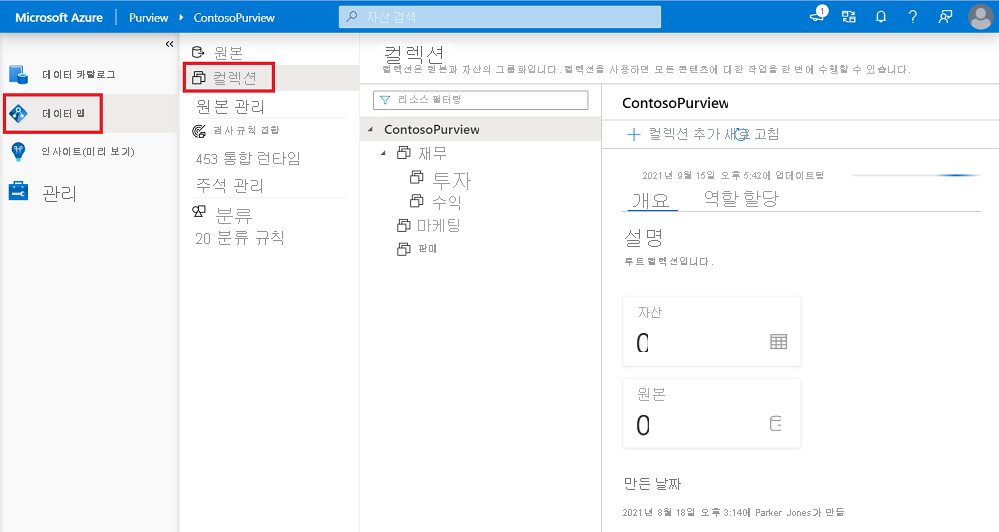 Microsoft Azure Purview ContosoPurview 자산 검색 1
데이터 카탈로그
데이터 맵
인사이트(미리 보기)
관리
원본
컬렉션
원본 관리
검사 규칙 집합
453 통합 런타임
주석 관리
분류
20 분류 규칙
컬렉션
컬렉션은 원본과 자산의 그룹화입니다. 컬렉션을 사용하면 모든 콘텐츠에 대한 작업을 한 번에 수행할 수 있습니다.
리소스 필터링
ContosoPurview
재무
투자
수익
마케팅
판매
ContosoPurview
컬렉션 추가 새로 고침
2021년 9월 15일 오후 5:42에 업데이트됨
개요 역할 할당
설명
루트 컬렉션입니다.
자산
0
원본
0
만든 날짜
2021년 8월 18일 오후 3:14에 Parker Jones가 만듦